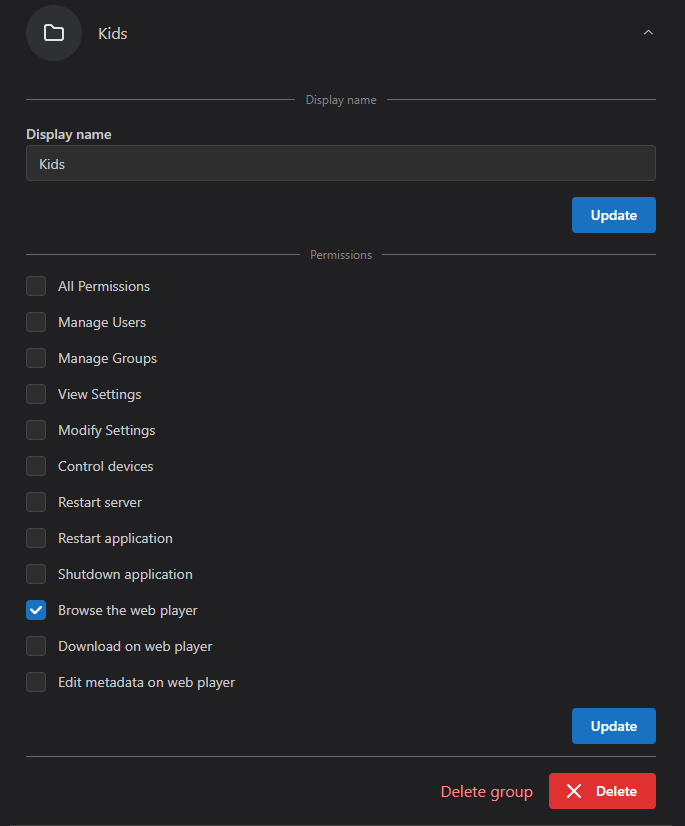 Kids
Display name
Display name
Kids
Update
Permissions
All Permissions
Manage Users
Manage Groups
View Settings
Modify Settings
Control devices
Restart server
Restart application
Shutdown application
Browse the web player
Download on web player
Edit metadata on web player
Update
Delete group Delete